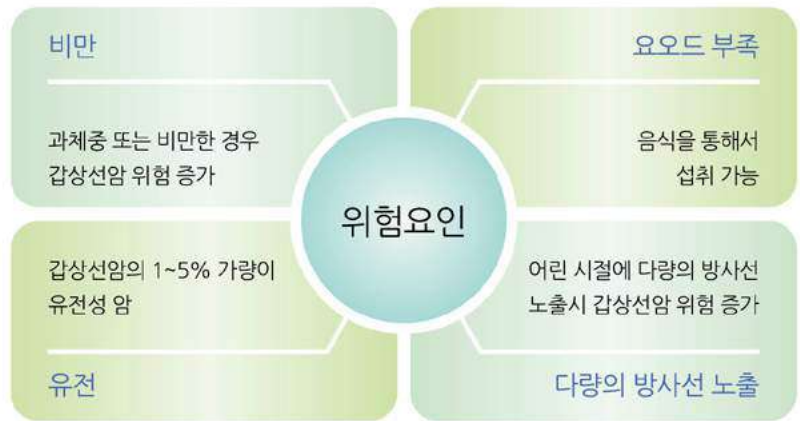 비만
과체중 또는 비만한 경우
갑상선암 위험 증가
요오드 부족
음식을 통해서
섭취 가능
위험요인
갑상선암의 1~5% 가량이
유전성 암
유전
어린 시절에 다량의 방사선
노출시 갑상선암 위험 증가
다량의 방사선 노출